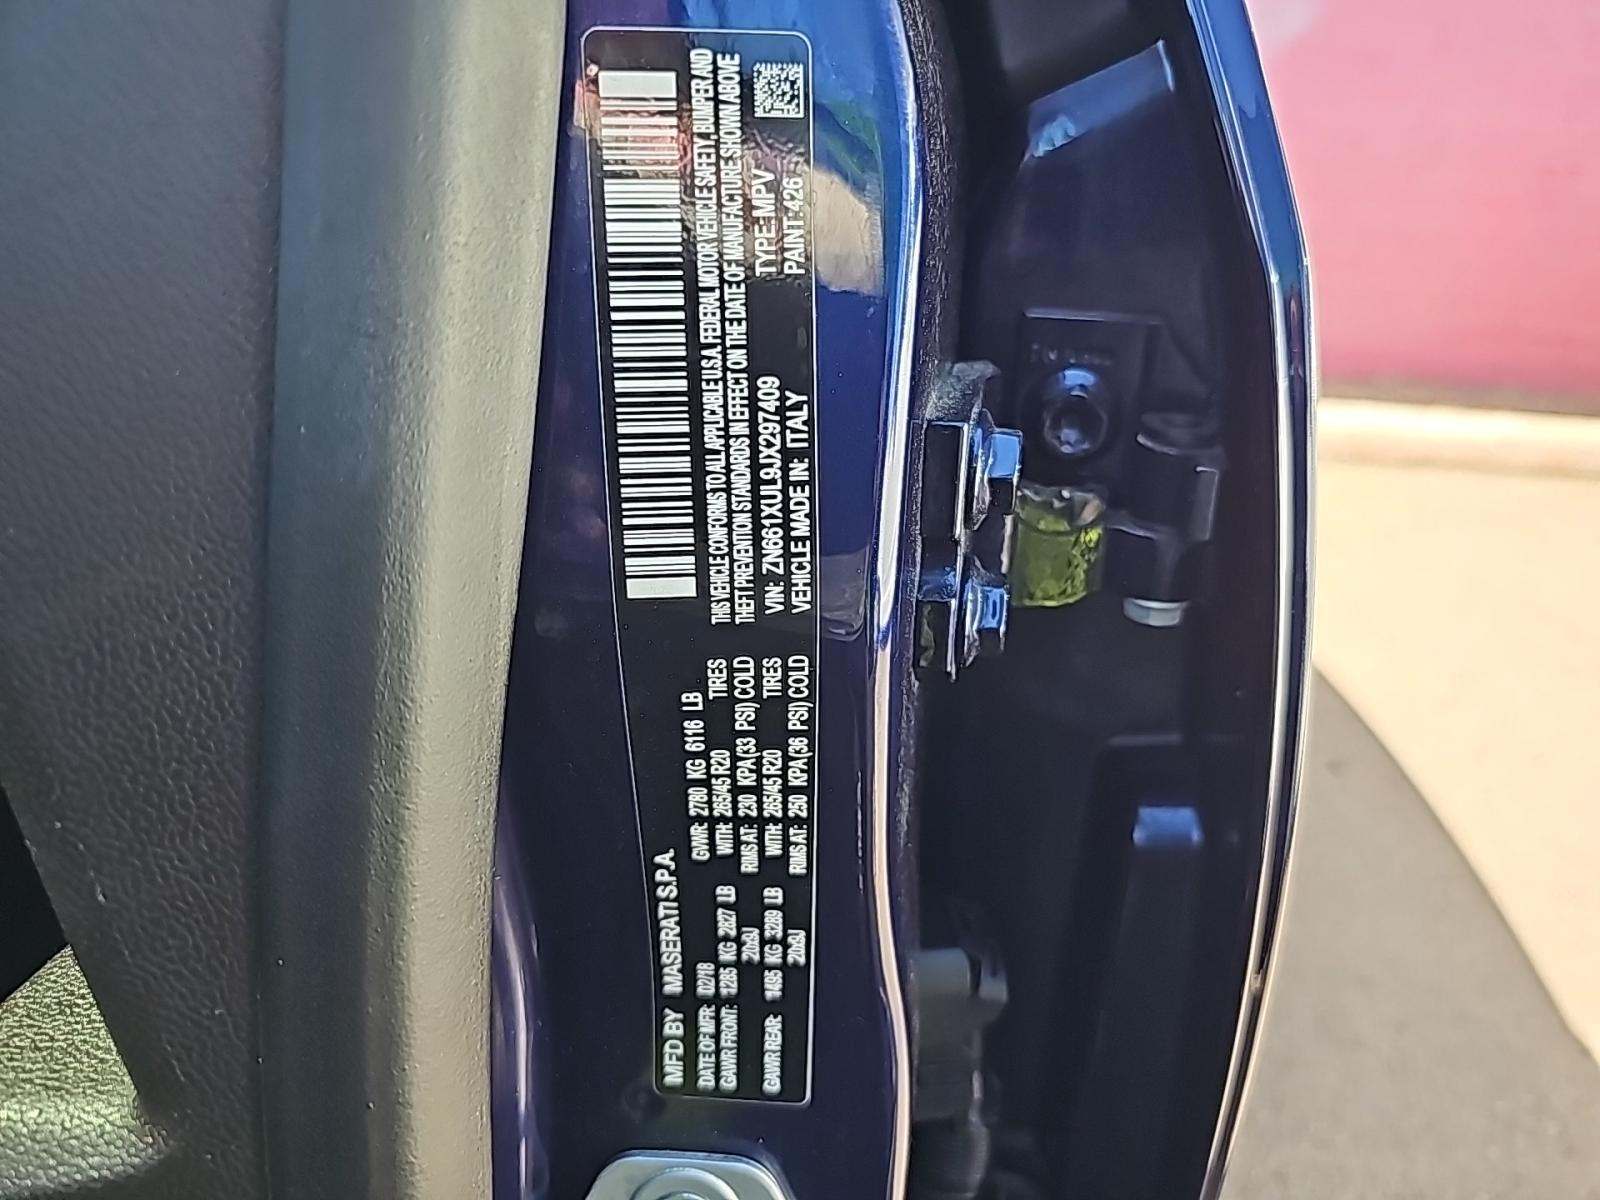 MFD BY MASERATI S.P.A.
DATE OF MFR: 02/18 GVWR: 2780 KG 6116 LB
GAWR FRONT: 1285 KG 2827 LB WITH: 265/45 R20 TIRES
20x9J RIMS AT: 230 KPA(33 PSI) COLD
GAWR REAR: 1495 KG 3289 LB WITH: 265/45 R20 TIRES
20x9J RIMS AT: 250 KPA(36 PSI) COLD
THIS VEHICLE CONFORMS TO ALL APPLICABLE U.S.A. FEDERAL MOTOR VEHICLE SAFETY, BUMPER AND
THEFT PREVENTION STANDARDS IN EFFECT ON THE DATE OF MANUFACTURE SHOWN ABOVE
VIN: ZN661XUL9JX297409 TYPE: MPV
VEHICLE MADE IN: ITALY PAINT: 426